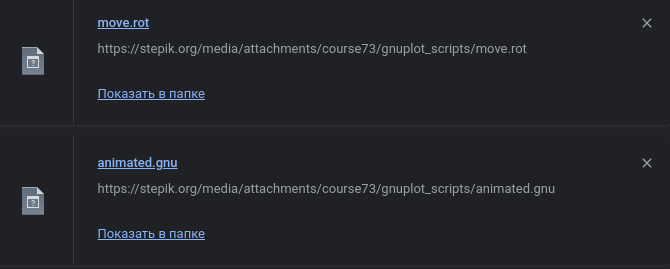 move.rot
https://stepik.org/media/attachments/course73/gnuplot_scripts/move.rot
Показать в папке
animated.gnu
https://stepik.org/media/attachments/course73/gnuplot_scripts/animated.gnu
Показать в папке